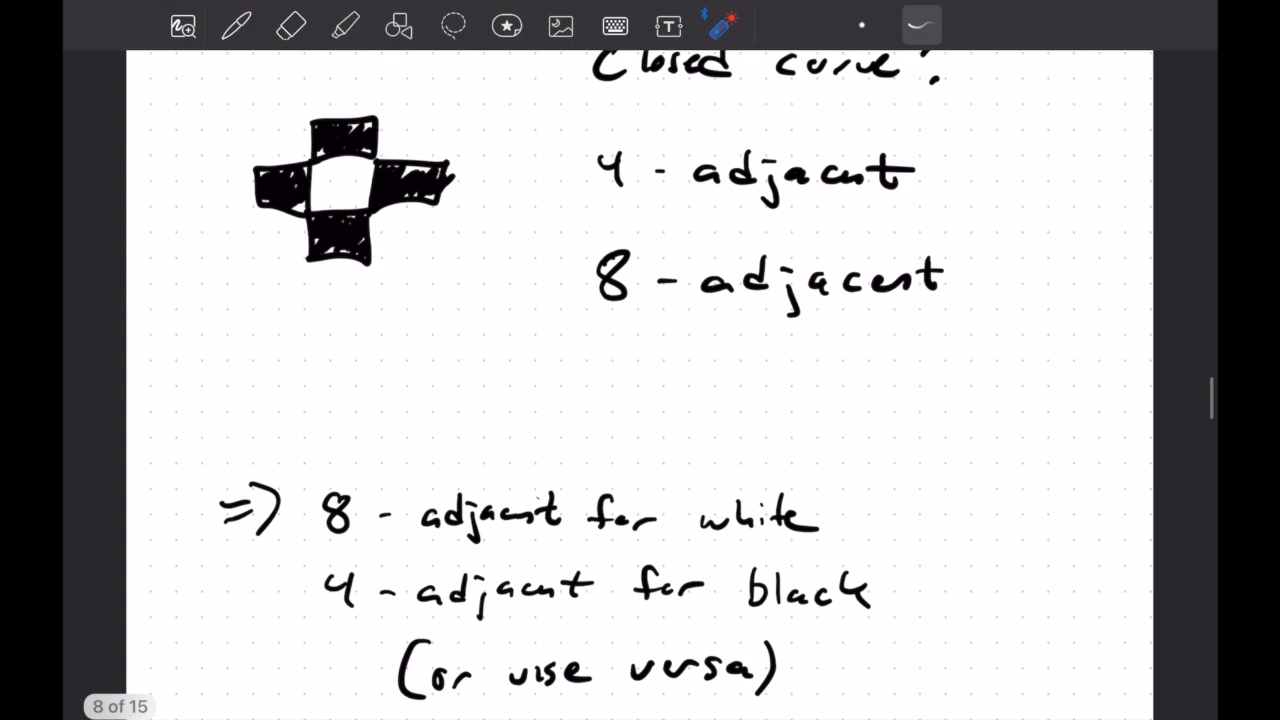 Closed curve?
4 - adjacent
8 - adjacent
=> 8 - adjacent for white
4 - adjacent for black
(or vise versa)
8 of 15